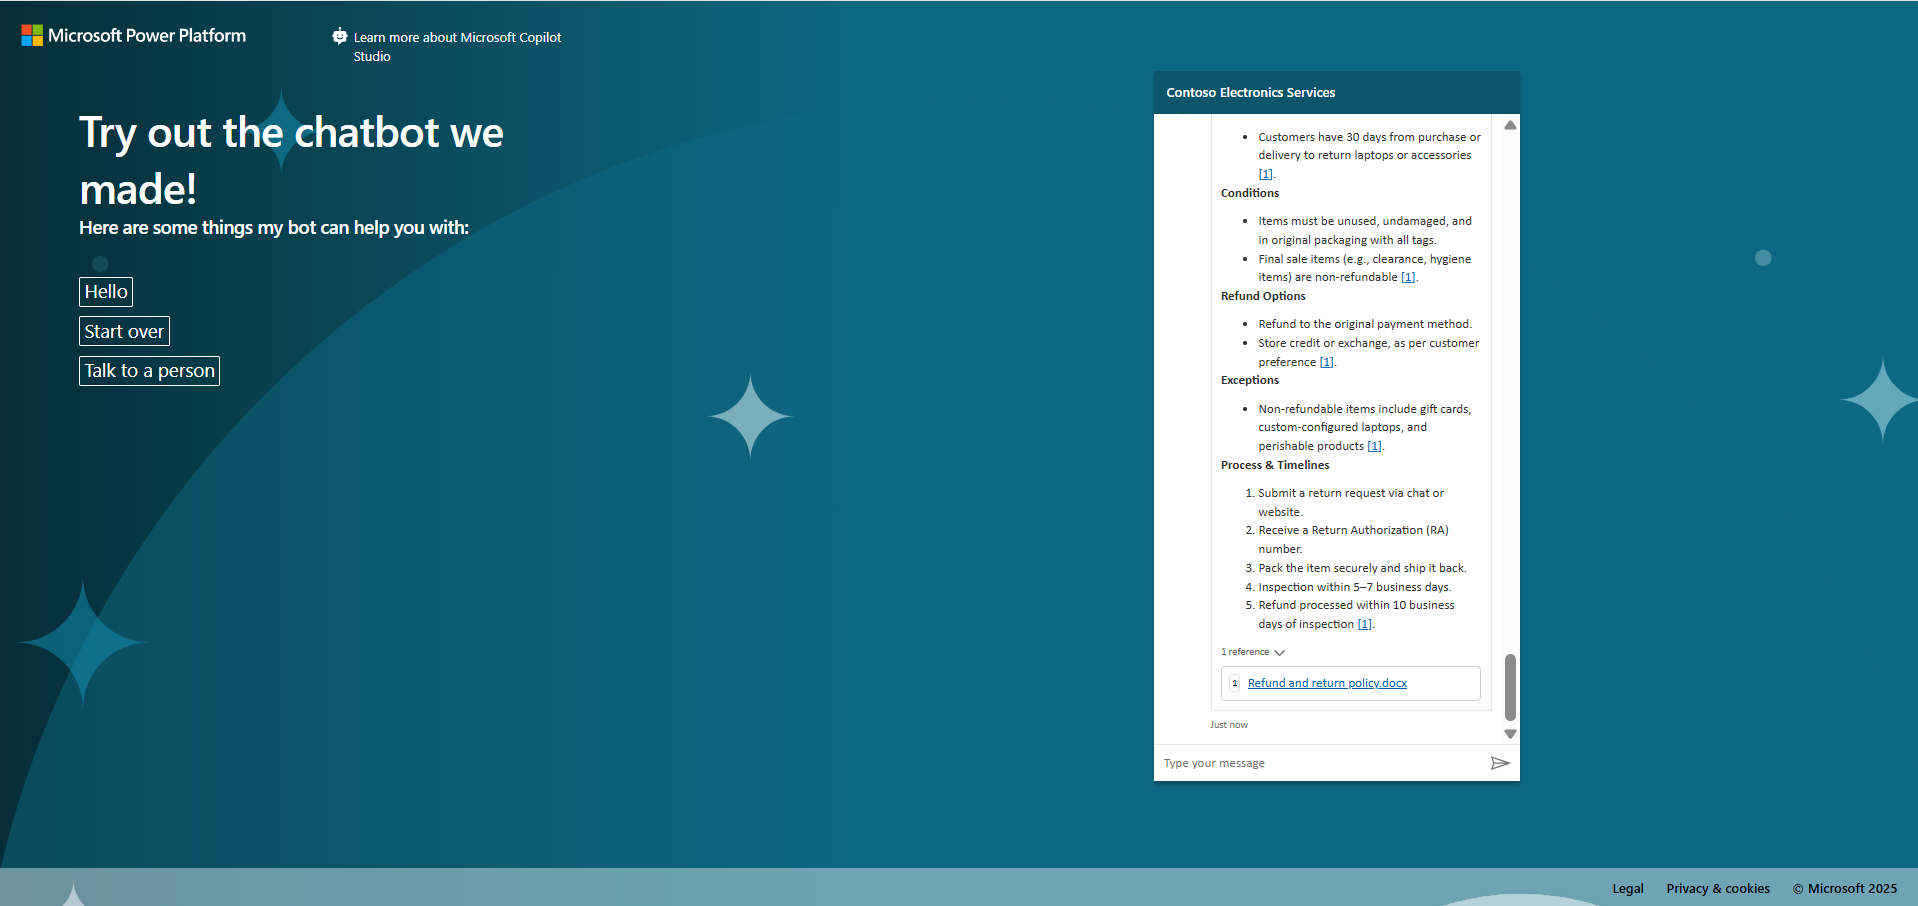 Microsoft Power Platform
Learn more about Microsoft Copilot
Studio
Try out the chatbot we
made!
Here are some things my bot can help you with:
Hello
Start over
Talk to a person
Contoso Electronics Services
• Customers have 30 days from purchase or
delivery to return laptops or accessories
[1].
Conditions
• Items must be unused, undamaged, and
in original packaging with all tags.
• Final sale items (e.g., clearance, hygiene
items) are non-refundable [1].
Refund Options
• Refund to the original payment method.
• Store credit or exchange, as per customer
preference [1].
Exceptions
• Non-refundable items include gift cards,
custom-configured laptops, and
perishable products [1].
Process & Timelines
1. Submit a return request via chat or
website.
2. Receive a Return Authorization (RA)
number.
3. Pack the item securely and ship it back.
4. Inspection within 5–7 business days.
5. Refund processed within 10 business
days of inspection [1].
1 reference
1 Refund and return policy.docx
Just now
Type your message
Legal Privacy & cookies © Microsoft 2025